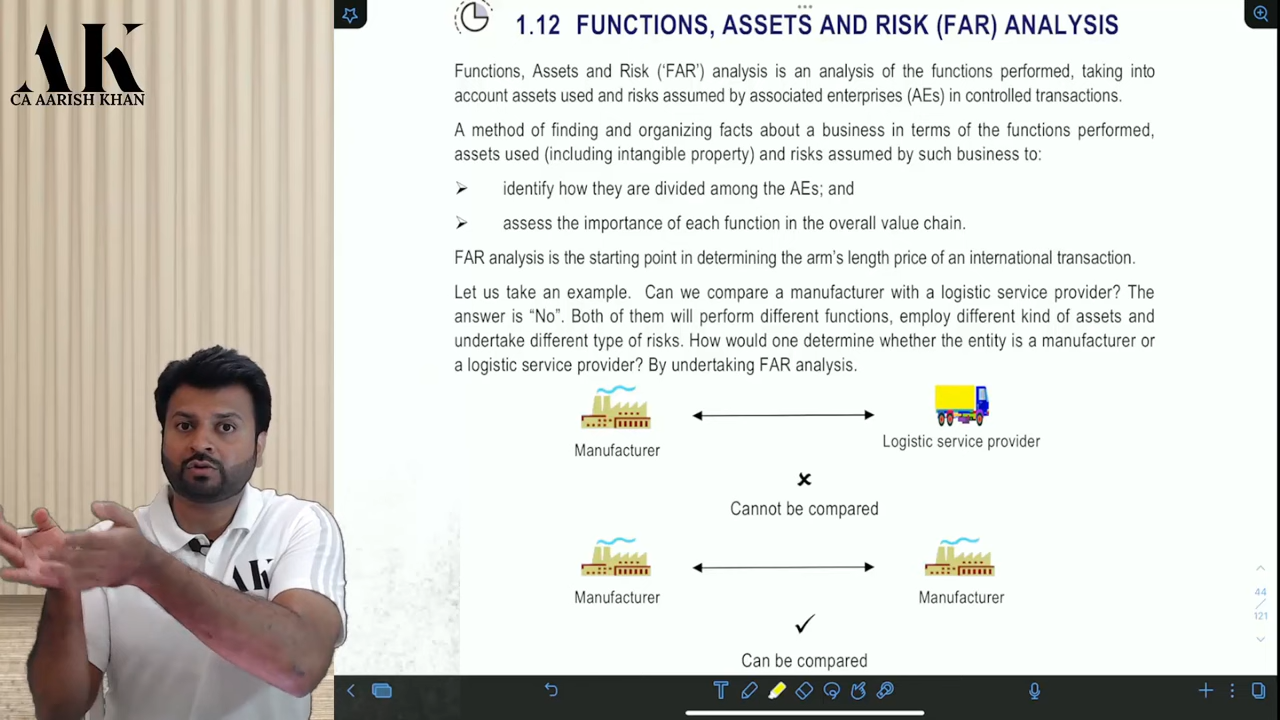 AK
CA AARISH KHAN
1.12 FUNCTIONS, ASSETS AND RISK (FAR) ANALYSIS
Functions, Assets and Risk (‘FAR’) analysis is an analysis of the functions performed, taking into
account assets used and risks assumed by associated enterprises (AEs) in controlled transactions.
A method of finding and organizing facts about a business in terms of the functions performed,
assets used (including intangible property) and risks assumed by such business to:
➢ identify how they are divided among the AEs; and
➢ assess the importance of each function in the overall value chain.
FAR analysis is the starting point in determining the arm’s length price of an international transaction.
Let us take an example. Can we compare a manufacturer with a logistic service provider? The
answer is “No”. Both of them will perform different functions, employ different kind of assets and
undertake different type of risks. How would one determine whether the entity is a manufacturer or
a logistic service provider? By undertaking FAR analysis.
Manufacturer
Logistic service provider
Cannot be compared
Manufacturer
Manufacturer
Can be compared
AK
44
/
121
T